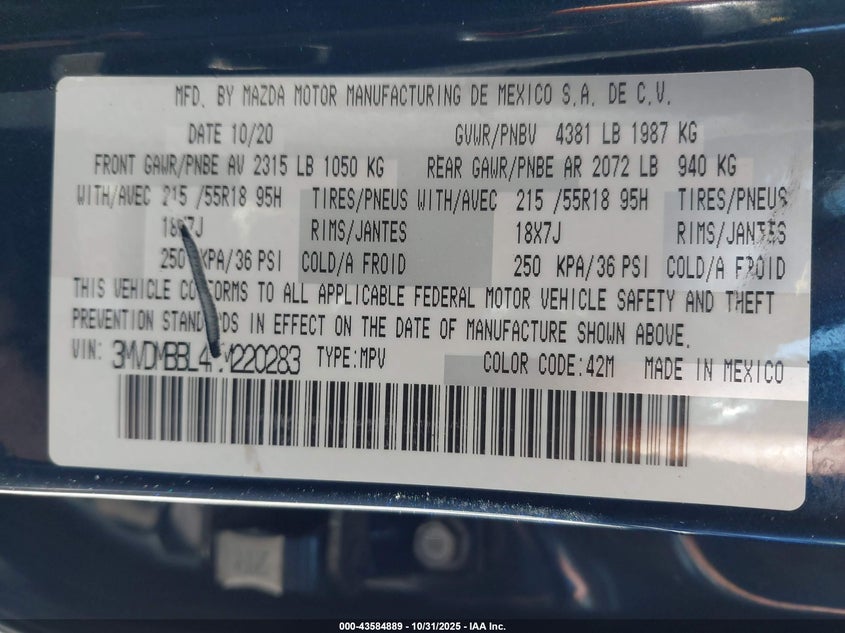 MFD. BY MAZDA MOTOR MANUFACTURING DE MEXICO S.A. DE C.V.
DATE 10/20 GVWR/PNBV 4381 LB 1987 KG
FRONT GAWR/PNBE AV 2315 LB 1050 KG REAR GAWR/PNBE AR 2072 LB 940 KG
WITH/AVEC 215 /55R18 95H TIRES/PNEUS WITH/AVEC 215 /55R18 95H TIRES/PNEUS
RIMS/JANTES 18X7J RIMS/JANTES
250 KPA/36 PSI COLD/A FROID 250 KPA/36 PSI COLD/A FROID
THIS VEHICLE TO ALL APPLICABLE FEDERAL MOTOR VEHICLE SAFETY AND THEFT
PREVENTION IN EFFECT ON THE DATE OF MANUFACTURE SHOWN ABOVE.
VIN: TYPE:MPV COLOR CODE:42M MADE IN MEXICO
000-43584889 - 10/31/2025 - IAA Inc.